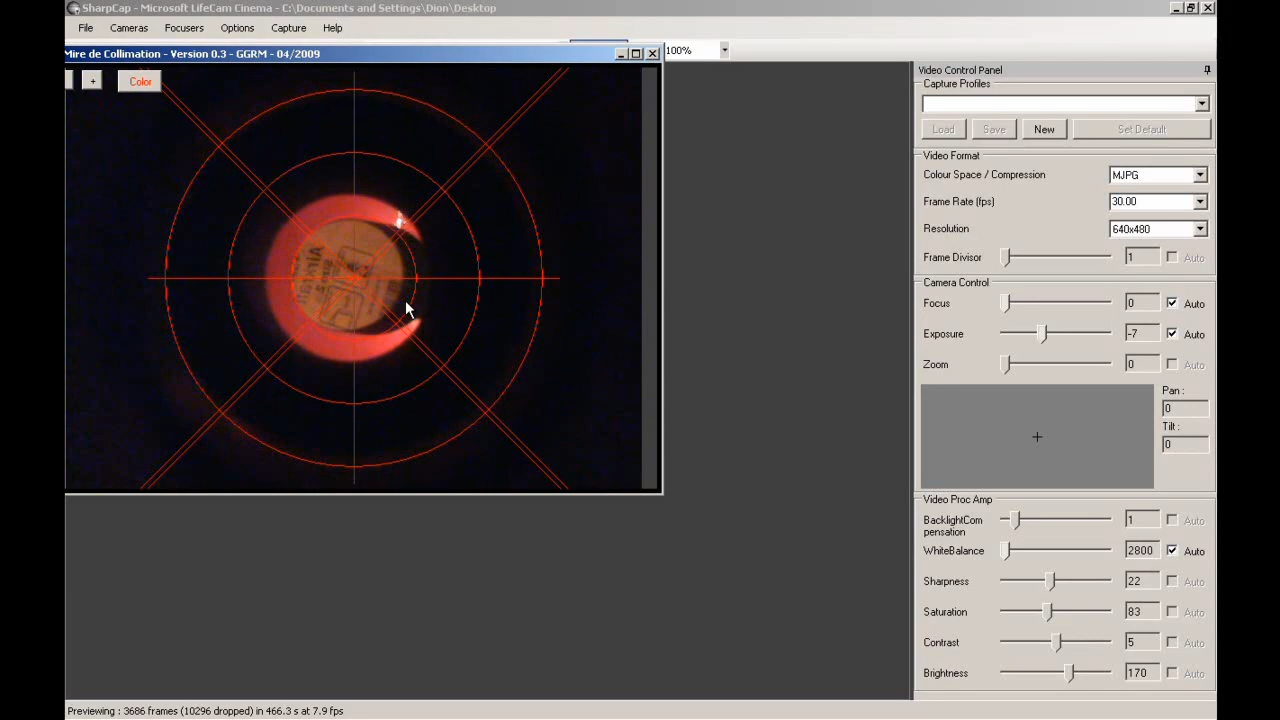 SharpCap - Microsoft LifeCam Cinema - C:\Documents and Settings\Dion\Desktop
File Cameras Focusers Options Capture Help
Mire de Collimation - Version 0.3 - GGRM - 04/2009
100%
+ Color
Video Control Panel
Capture Profiles
Load Save New Set Default
Video Format
Colour Space / Compression MJPG
Frame Rate (fps) 30.00
Resolution 640x480
Frame Divisor 1 Auto
Camera Control
Focus 0 Auto
Exposure -7 Auto
Zoom 0 Auto
Pan :
0
Tilt :
0
Video Proc Amp
BacklightCom
pensation 1 Auto
WhiteBalance 2800 Auto
Sharpness 22 Auto
Saturation 83 Auto
Contrast 5 Auto
Brightness 170 Auto
Previewing : 3686 frames (10296 dropped) in 466.3 s at 7.9 fps